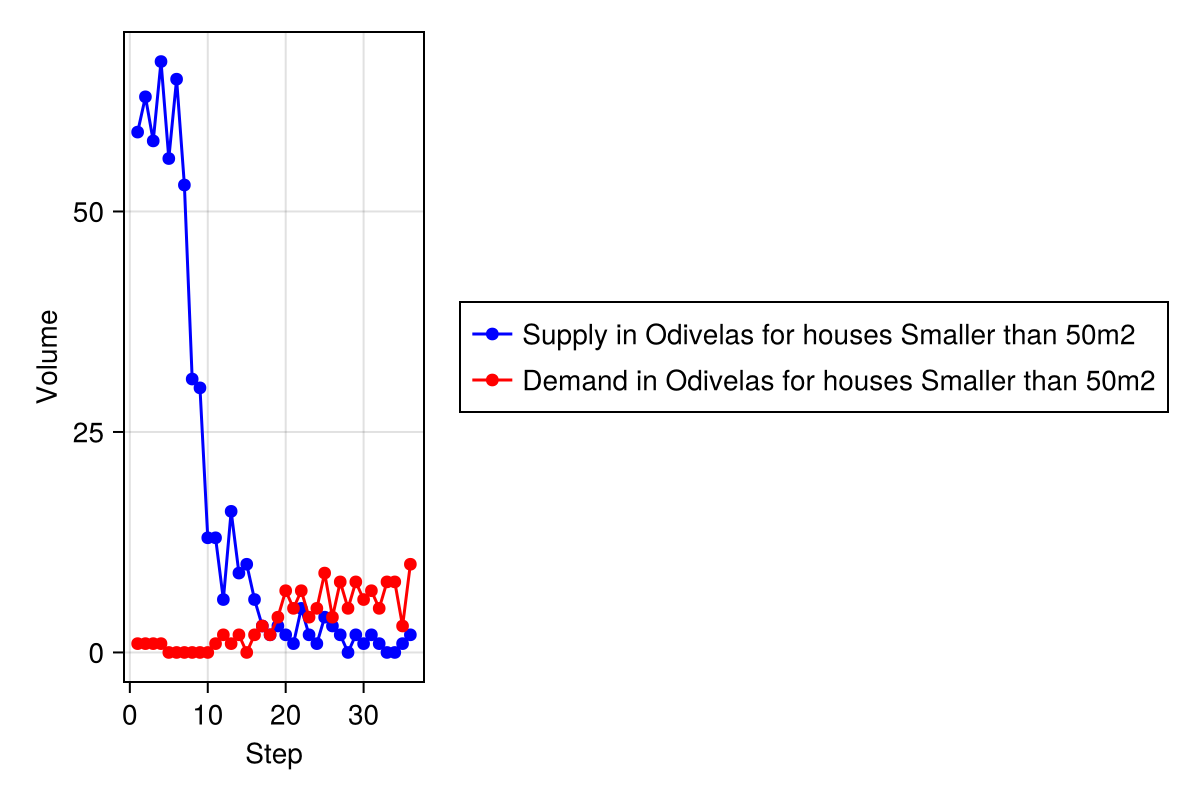 50
25
0
Volume
0 10 20 30
Step
Supply in Odivelas for houses Smaller than 50m2
Demand in Odivelas for houses Smaller than 50m2